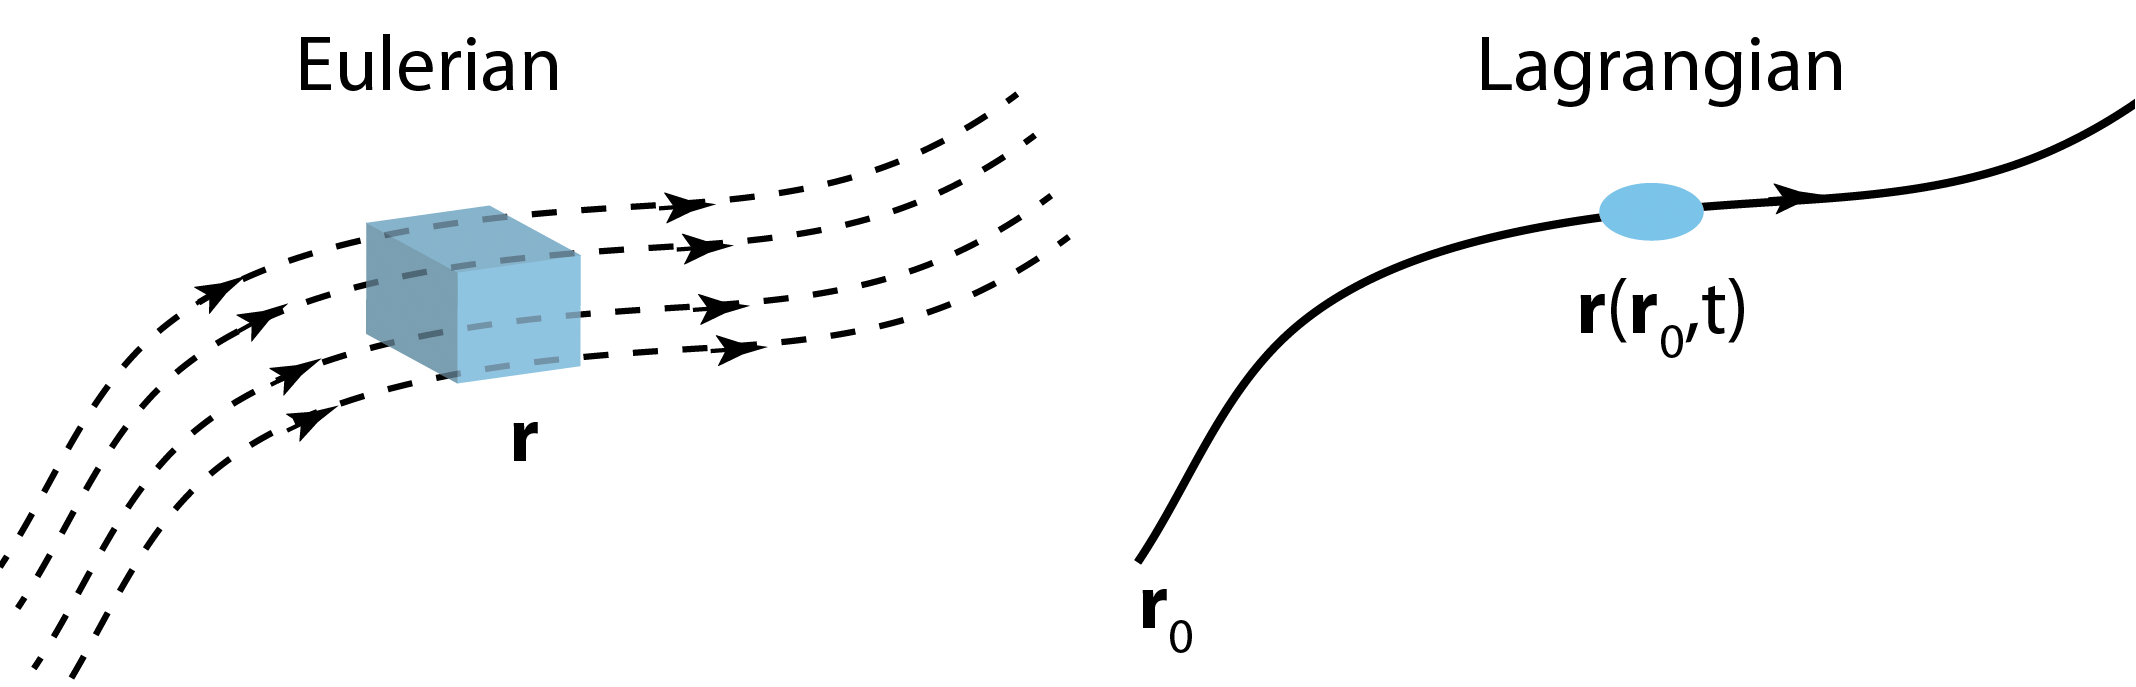 Eulerian
Lagrangian
r
r(r₀,t)
r₀